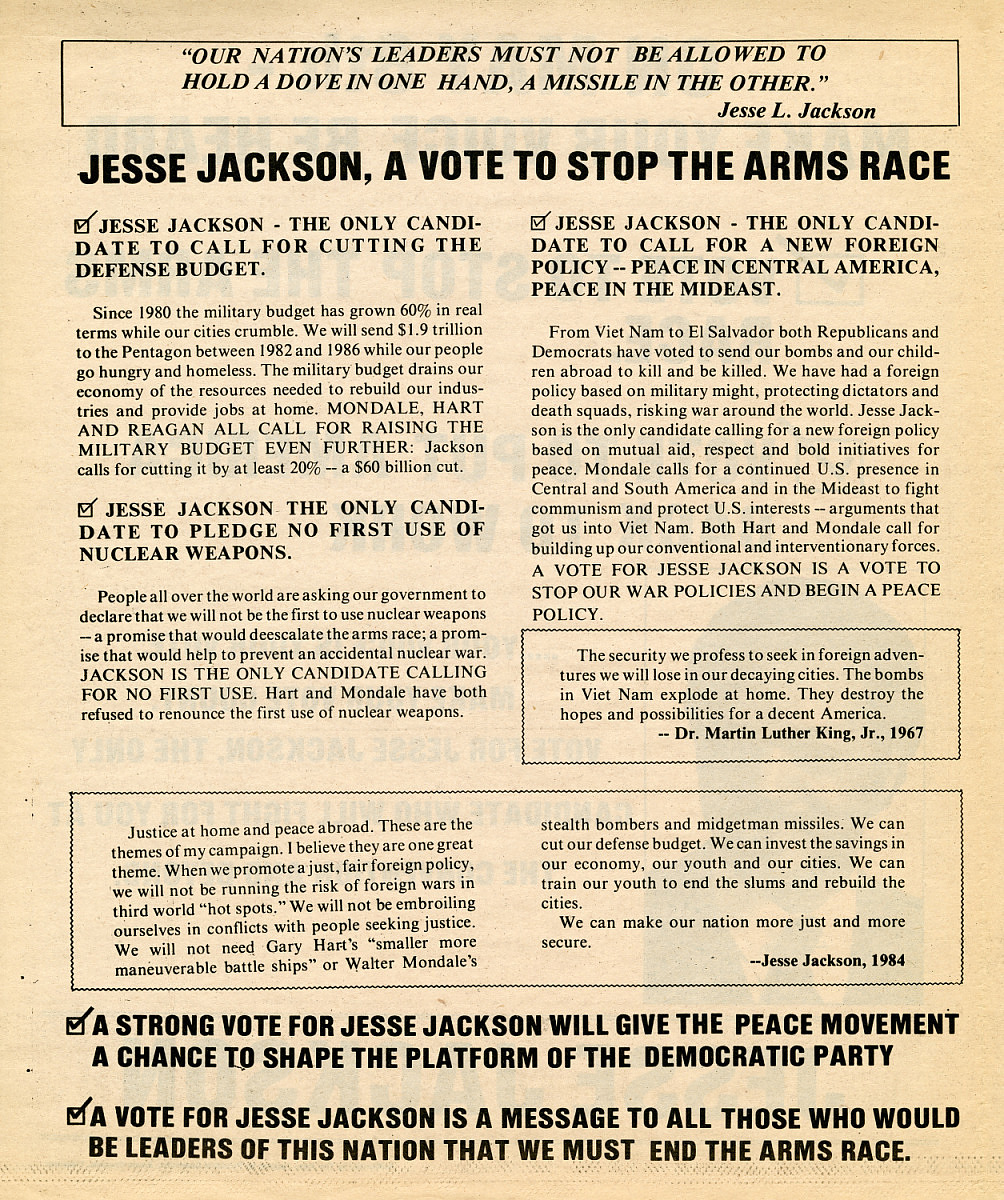 “OUR NATION’S LEADERS MUST NOT BE ALLOWED TO
HOLD A DOVE IN ONE HAND, A MISSILE IN THE OTHER.”
Jesse L. Jackson
JESSE JACKSON, A VOTE TO STOP THE ARMS RACE
☑ JESSE JACKSON - THE ONLY CANDI-
DATE TO CALL FOR CUTTING THE
DEFENSE BUDGET.
Since 1980 the military budget has grown 60% in real
terms while our cities crumble. We will send $1.9 trillion
to the Pentagon between 1982 and 1986 while our people
go hungry and homeless. The military budget drains our
economy of the resources needed to rebuild our indus-
tries and provide jobs at home. MONDALE, HART
AND REAGAN ALL CALL FOR RAISING THE
MILITARY BUDGET EVEN FURTHER: Jackson
calls for cutting it by at least 20% -- a $60 billion cut.
☑ JESSE JACKSON THE ONLY CANDI-
DATE TO PLEDGE NO FIRST USE OF
NUCLEAR WEAPONS.
People all over the world are asking our government to
declare that we will not be the first to use nuclear weapons
-- a promise that would deescalate the arms race; a prom-
ise that would help to prevent an accidental nuclear war.
JACKSON IS THE ONLY CANDIDATE CALLING
FOR NO FIRST USE. Hart and Mondale have both
refused to renounce the first use of nuclear weapons.
☑ JESSE JACKSON - THE ONLY CANDI-
DATE TO CALL FOR A NEW FOREIGN
POLICY -- PEACE IN CENTRAL AMERICA,
PEACE IN THE MIDEAST.
From Viet Nam to El Salvador both Republicans and
Democrats have voted to send our bombs and our child-
ren abroad to kill and be killed. We have had a foreign
policy based on military might, protecting dictators and
death squads, risking war around the world. Jesse Jack-
son is the only candidate calling for a new foreign policy
based on mutual aid, respect and bold initiatives for
peace. Mondale calls for a continued U.S. presence in
Central and South America and in the Mideast to fight
communism and protect U.S. interests -- arguments that
got us into Viet Nam. Both Hart and Mondale call for
building up our conventional and interventionary forces.
A VOTE FOR JESSE JACKSON IS A VOTE TO
STOP OUR WAR POLICIES AND BEGIN A PEACE
POLICY.
The security we profess to seek in foreign adven-
tures we will lose in our decaying cities. The bombs
in Viet Nam explode at home. They destroy the
hopes and possibilities for a decent America.
-- Dr. Martin Luther King, Jr., 1967
Justice at home and peace abroad. These are the
themes of my campaign. I believe they are one great
theme. When we promote a just, fair foreign policy,
we will not be running the risk of foreign wars in
third world “hot spots.” We will not be embroiling
ourselves in conflicts with people seeking justice.
We will not need Gary Hart’s “smaller more
maneuverable battle ships” or Walter Mondale’s
stealth bombers and midgetman missiles. We can
cut our defense budget. We can invest the savings in
our economy, our youth and our cities. We can
train our youth to end the slums and rebuild the
cities.
We can make our nation more just and more
secure.
--Jesse Jackson, 1984
☑ A STRONG VOTE FOR JESSE JACKSON WILL GIVE THE PEACE MOVEMENT
A CHANCE TO SHAPE THE PLATFORM OF THE DEMOCRATIC PARTY
☑ A VOTE FOR JESSE JACKSON IS A MESSAGE TO ALL THOSE WHO WOULD
BE LEADERS OF THIS NATION THAT WE MUST END THE ARMS RACE.